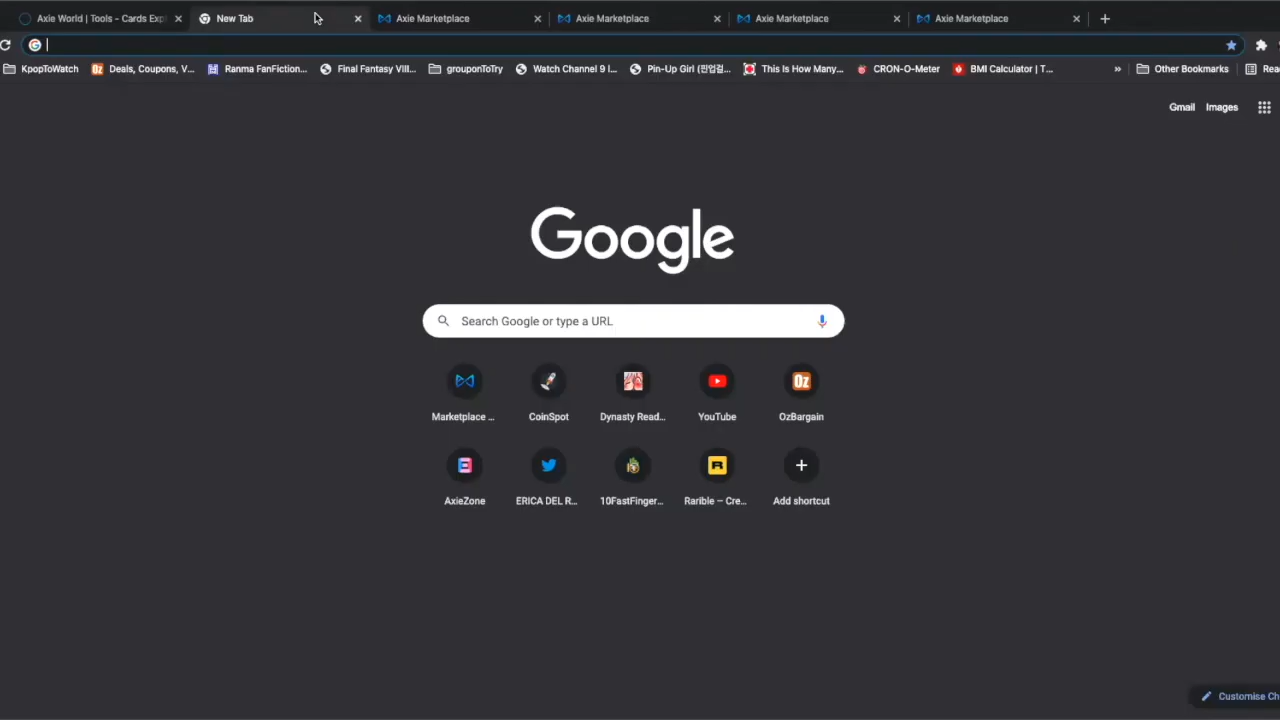 Axie World | Tools - Cards Expl
New Tab
Axie Marketplace
Axie Marketplace
Axie Marketplace
Axie Marketplace
KpopToWatch
Deals, Coupons, V...
Ranma FanFiction...
Final Fantasy VIII...
grouponToTry
Watch Channel 9 l...
Pin-Up Girl (핀업걸...
This Is How Many...
CRON-O-Meter
BMI Calculator | T...
Other Bookmarks
Rea
Gmail
Images
Google
Search Google or type a URL
Marketplace ...
CoinSpot
Dynasty Read...
YouTube
OzBargain
AxieZone
ERICA DEL R...
10FastFinger...
Rarible – Cre...
Add shortcut
Customise Ch